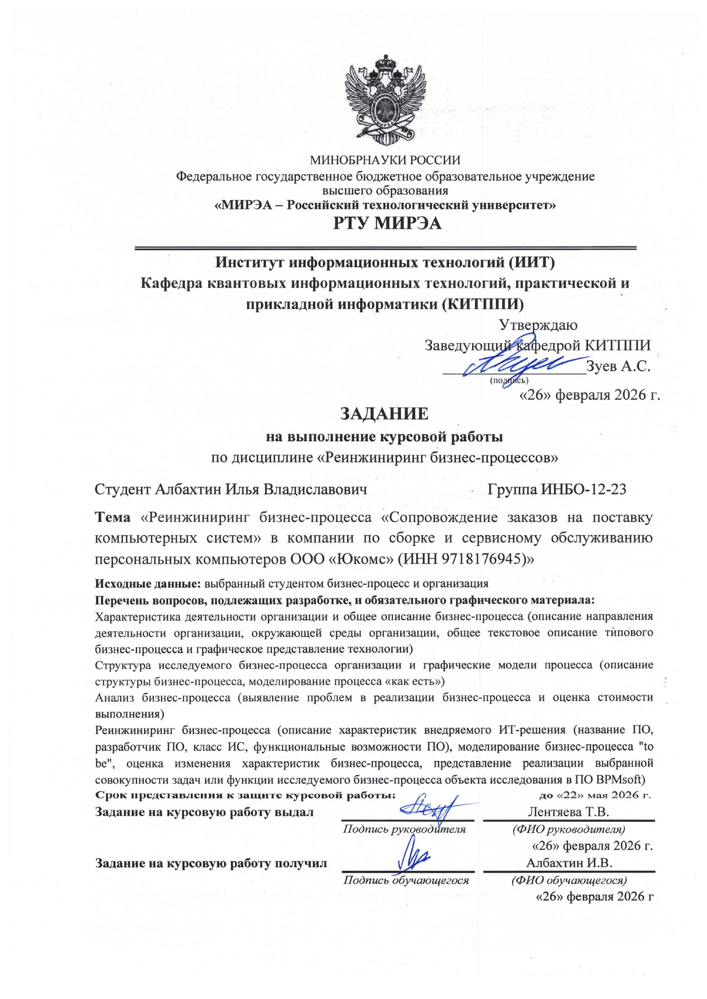 МИРЭА
МИНОБРНАУКИ РОССИИ
Федеральное государственное бюджетное образовательное учреждение
высшего образования
«МИРЭА – Российский технологический университет»
РТУ МИРЭА
Институт информационных технологий (ИИТ)
Кафедра квантовых информационных технологий, практической и
прикладной информатики (КИТППИ)
Утверждаю
Заведующий кафедрой КИТППИ
Зуев А.С.
(подпись)
«26» февраля 2026 г.
ЗАДАНИЕ
на выполнение курсовой работы
по дисциплине «Реинжиниринг бизнес-процессов»
Студент Албахтин Илья Владиславович Группа ИНБО-12-23
Тема «Реинжиниринг бизнес-процесса «Сопровождение заказов на поставку
компьютерных систем» в компании по сборке и сервисному обслуживанию
персональных компьютеров ООО «Юкомс» (ИНН 9718176945)»
Исходные данные: выбранный студентом бизнес-процесс и организация
Перечень вопросов, подлежащих разработке, и обязательного графического материала:
Характеристика деятельности организации и общее описание бизнес-процесса (описание направления
деятельности организации, окружающей среды организации, общее текстовое описание типового
бизнес-процесса и графическое представление технологии)
Структура исследуемого бизнес-процесса организации и графические модели процесса (описание
структуры бизнес-процесса, моделирование процесса «как есть»)
Анализ бизнес-процесса (выявление проблем в реализации бизнес-процесса и оценка стоимости
выполнения)
Реинжиниринг бизнес-процесса (описание характеристик внедряемого ИТ-решения (название ПО,
разработчик ПО, класс ИС, функциональные возможности ПО), моделирование бизнес-процесса "to
be", оценка изменения характеристик бизнес-процесса, представление реализации выбранной
совокупности задач или функции исследуемого бизнес-процесса объекта исследования в ПО BPMsoft)
Срок представления к защите курсовой работы: до «22» мая 2026 г.
Задание на курсовую работу выдал Лентяева Т.В.
Подпись руководителя (ФИО руководителя)
«26» февраля 2026 г.
Задание на курсовую работу получил Албахтин И.В.
Подпись обучающегося (ФИО обучающегося)
«26» февраля 2026 г